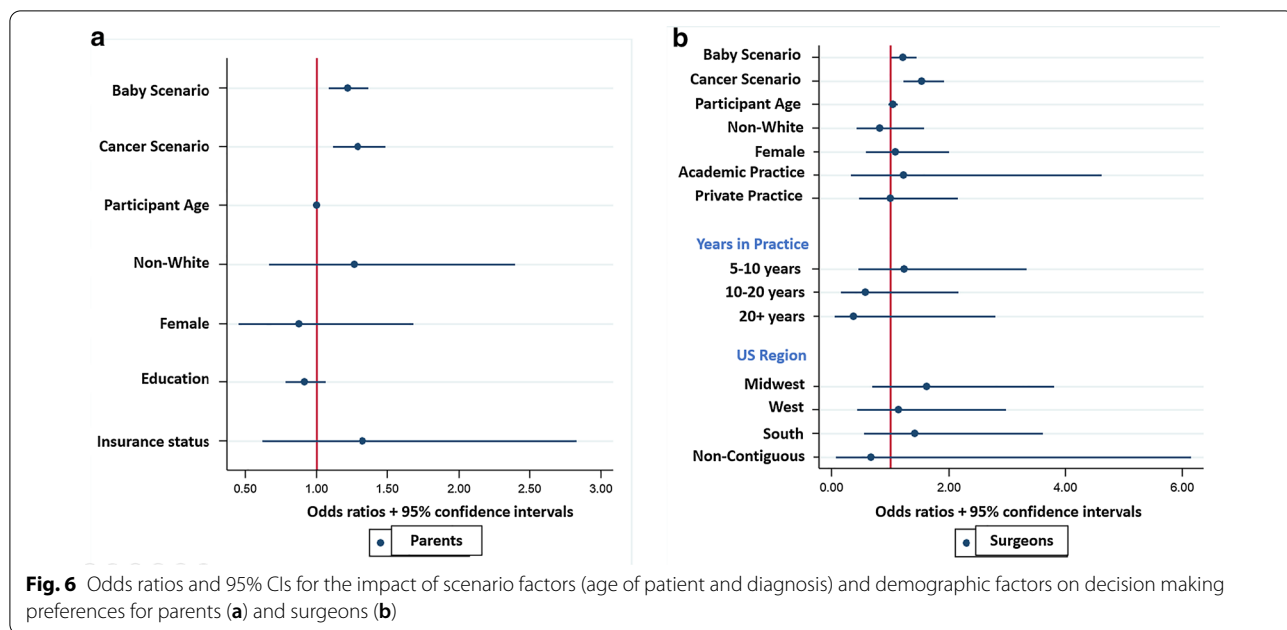 a
Baby Scenario
Cancer Scenario
Participant Age
Non-White
Female
Education
Insurance status
0.50 1.00 1.50 2.00 2.50 3.00
Odds ratios + 95% confidence intervals
Parents
b
Baby Scenario
Cancer Scenario
Participant Age
Non-White
Female
Academic Practice
Private Practice
Years in Practice
5-10 years
10-20 years
20+ years
US Region
Midwest
West
South
Non-Contiguous
0.00 2.00 4.00 6.00
Odds ratios + 95% confidence intervals
Surgeons
Fig. 6 Odds ratios and 95% CIs for the impact of scenario factors (age of patient and diagnosis) and demographic factors on decision making
preferences for parents (a) and surgeons (b)